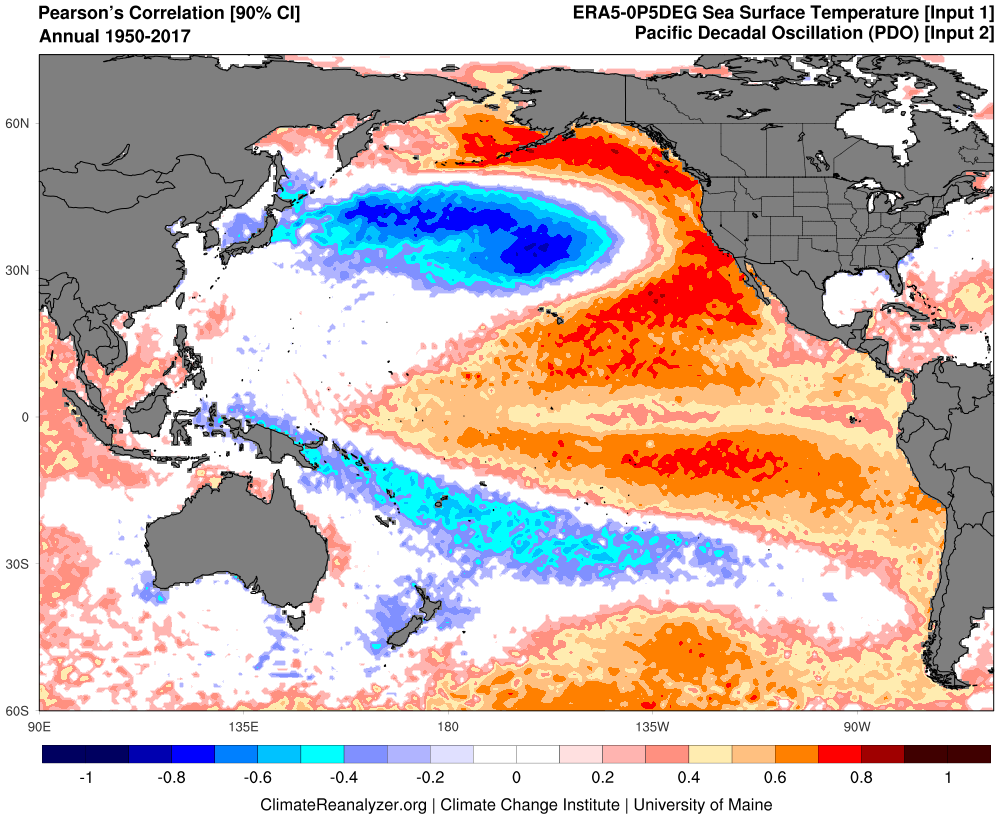 Pearson's Correlation [90% CI]
ERA5-0P5DEG Sea Surface Temperature [Input 1]
Annual 1950-2017
Pacific Decadal Oscillation (PDO) [Input 2]
60N
30N
0
30S
60S
90E 135E 180 135W 90W
-1 -0.8 -0.6 -0.4 -0.2 0 0.2 0.4 0.6 0.8 1
ClimateReanalyzer.org | Climate Change Institute | University of Maine